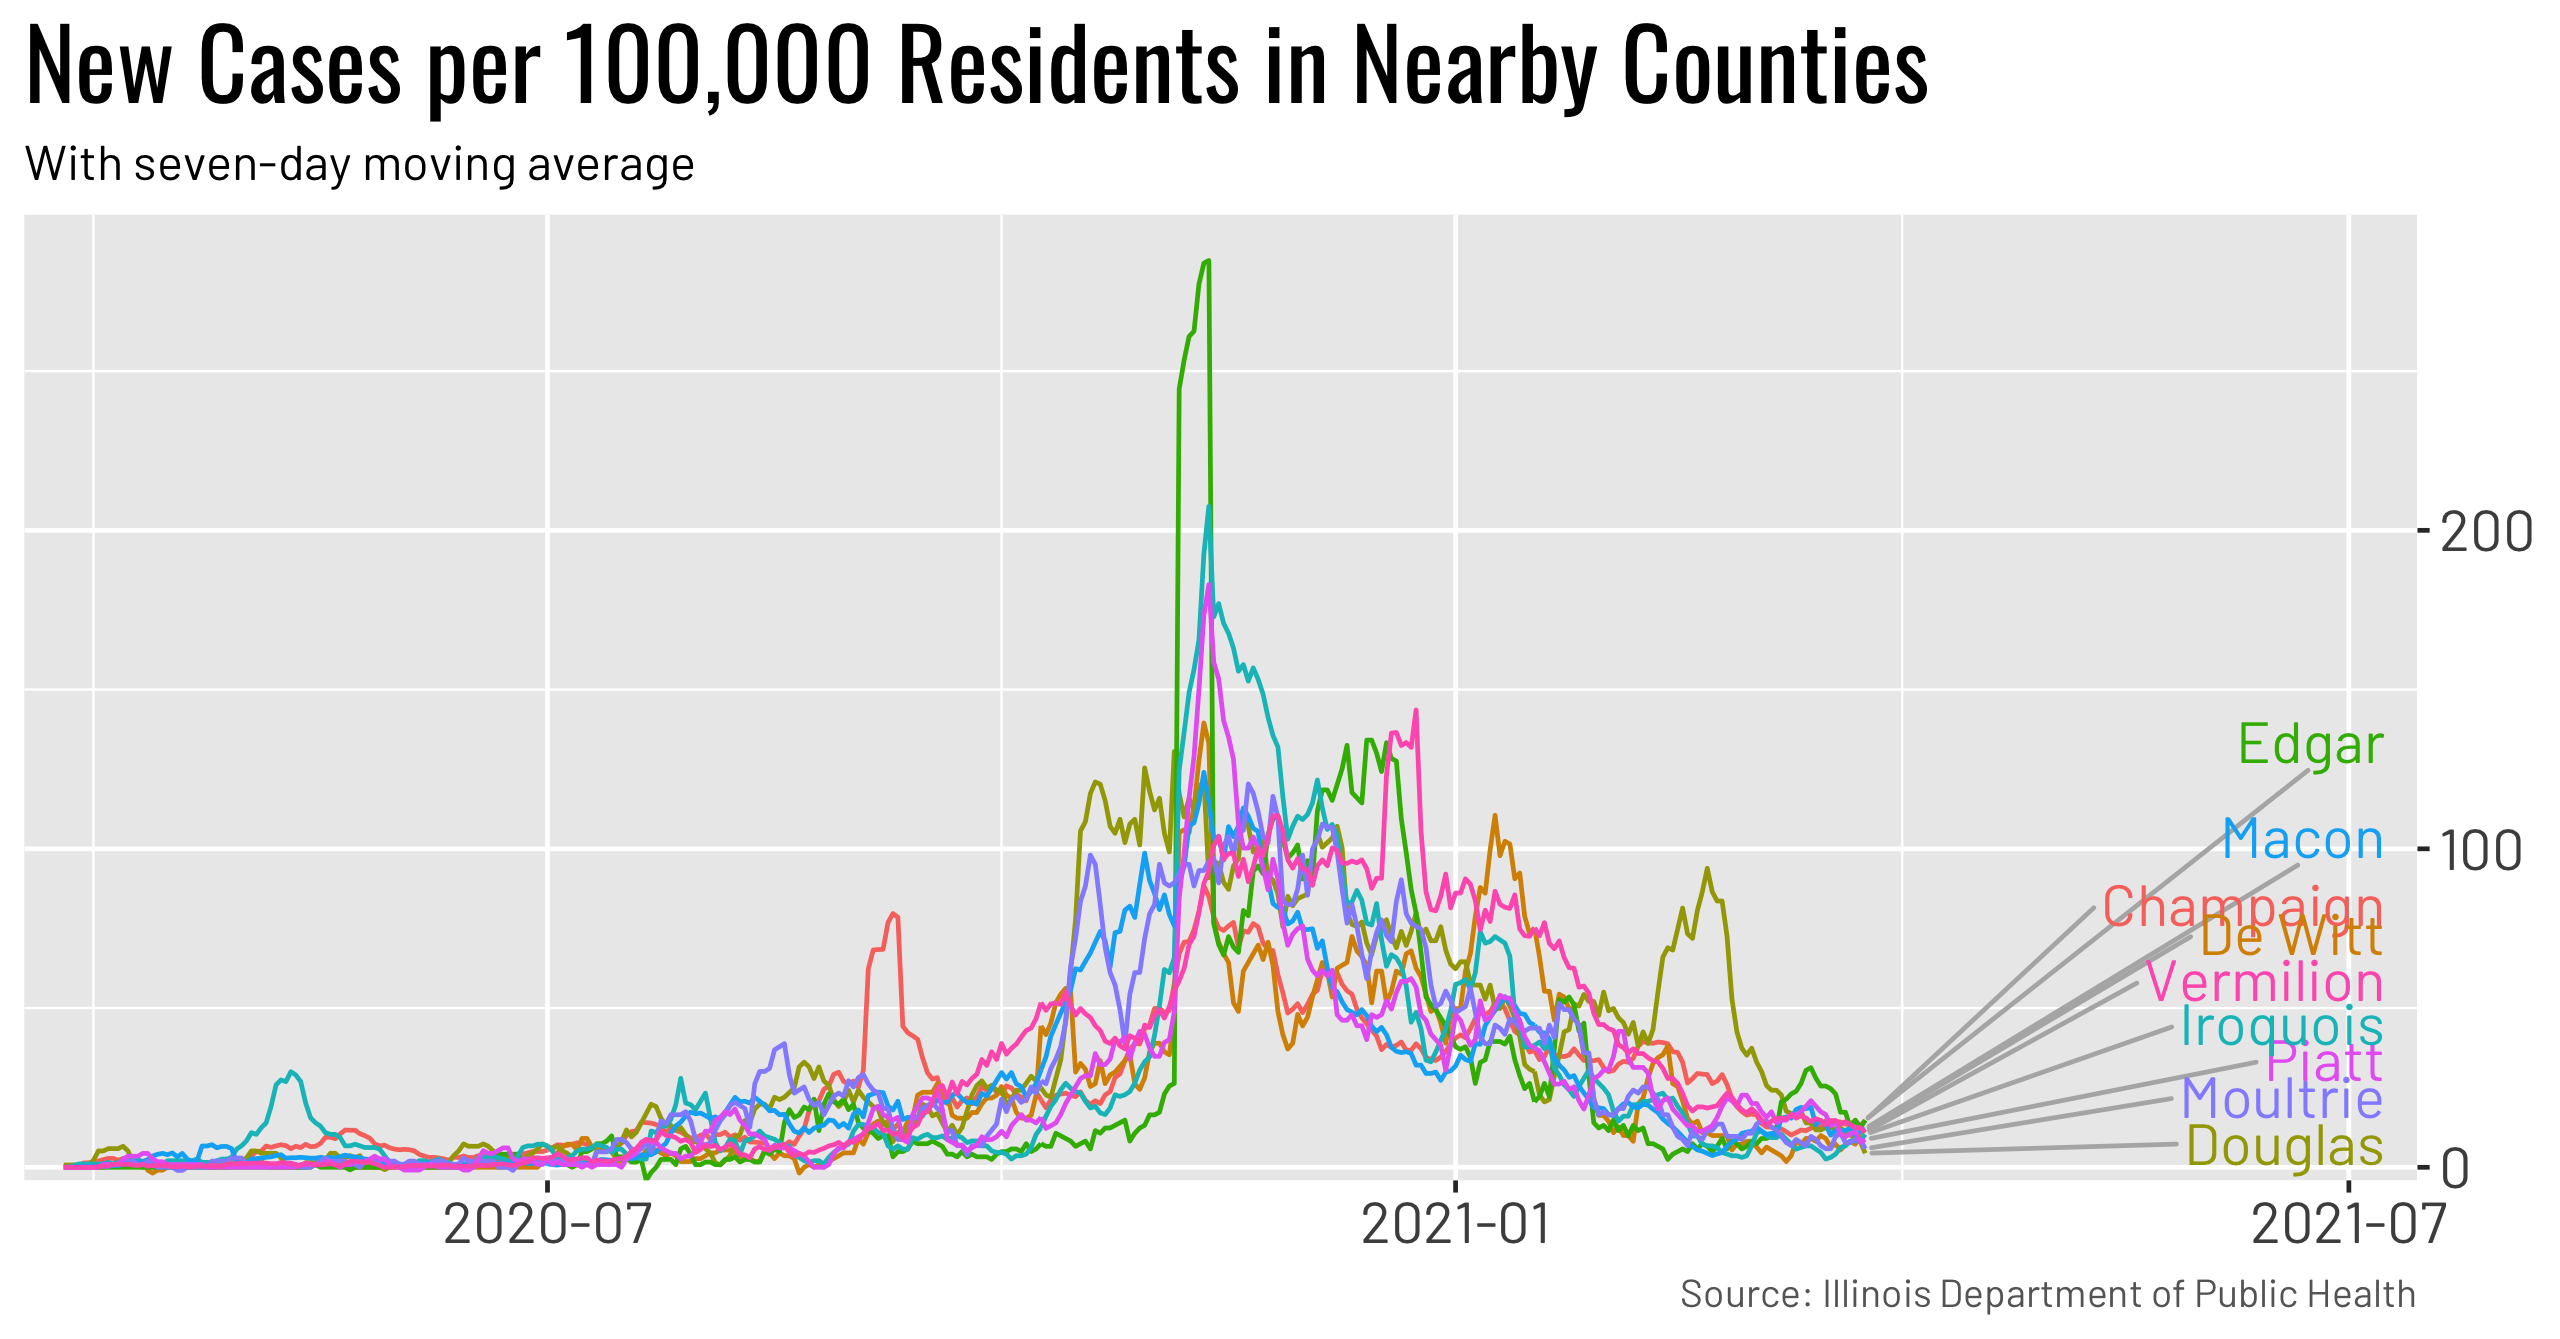 New Cases per 100,000 Residents in Nearby Counties
With seven-day moving average
200
Edgar
Macon
100
Champaign
De Witt
Vermilion
Iroquois
Piatt
Moultrie
Douglas
0
2020-07
2021-01
2021-07
Source: Illinois Department of Public Health